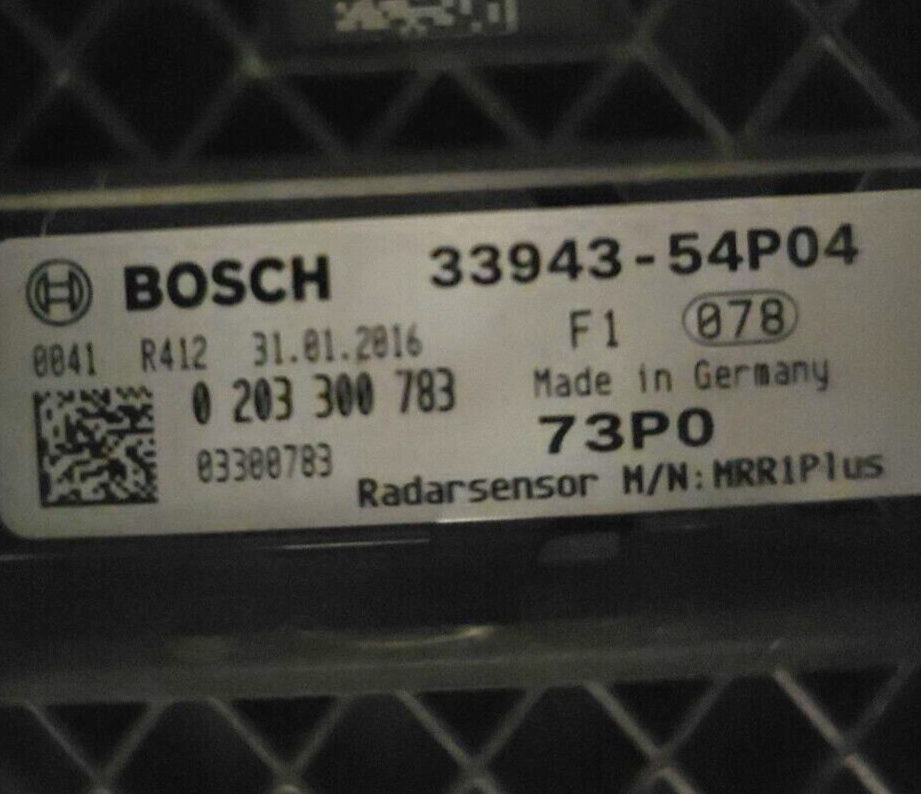 BOSCH 33943-54P04
0041 R412 31.01.2016 F1 078
0 203 300 783 Made in Germany
03300783 73P0
Radarsensor M/N:MRR1Plus